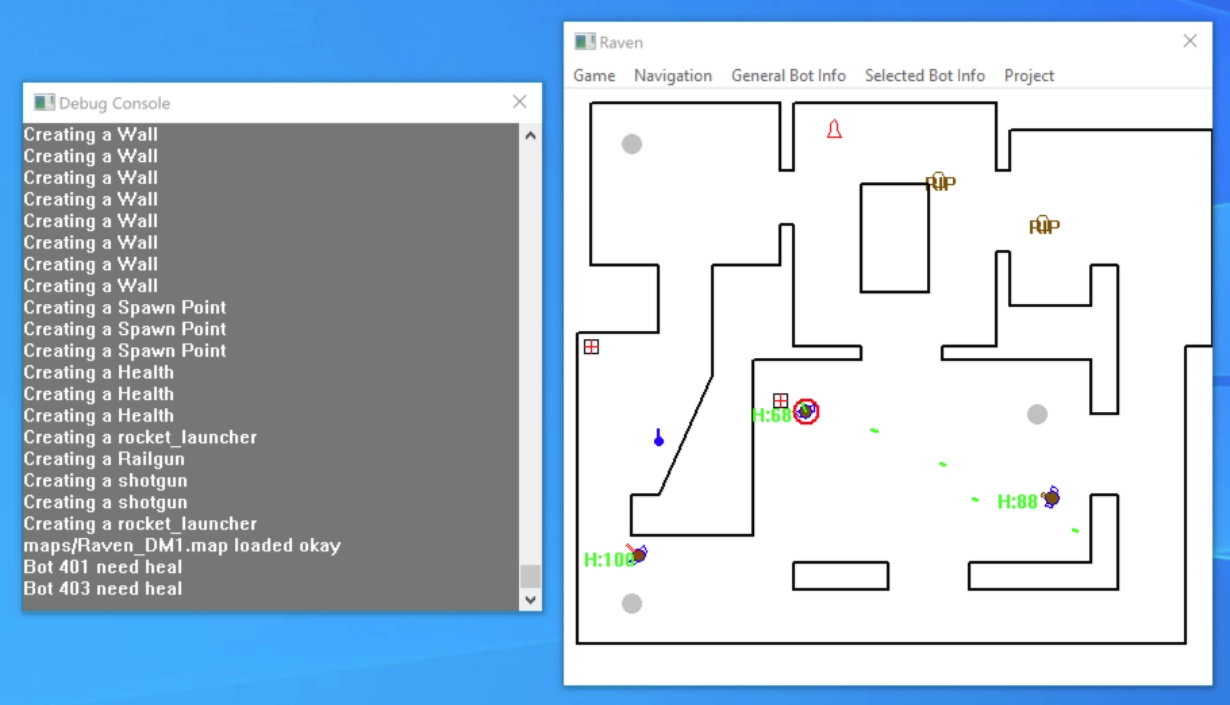 Debug Console
Creating a Wall
Creating a Wall
Creating a Wall
Creating a Wall
Creating a Wall
Creating a Wall
Creating a Wall
Creating a Wall
Creating a Spawn Point
Creating a Spawn Point
Creating a Spawn Point
Creating a Health
Creating a Health
Creating a Health
Creating a rocket_launcher
Creating a Railgun
Creating a shotgun
Creating a shotgun
Creating a rocket_launcher
maps/Raven_DM1.map loaded okay
Bot 401 need heal
Bot 403 need heal
Raven
Game Navigation General Bot Info Selected Bot Info Project
RIP
RIP
H:68
H:88
H:100